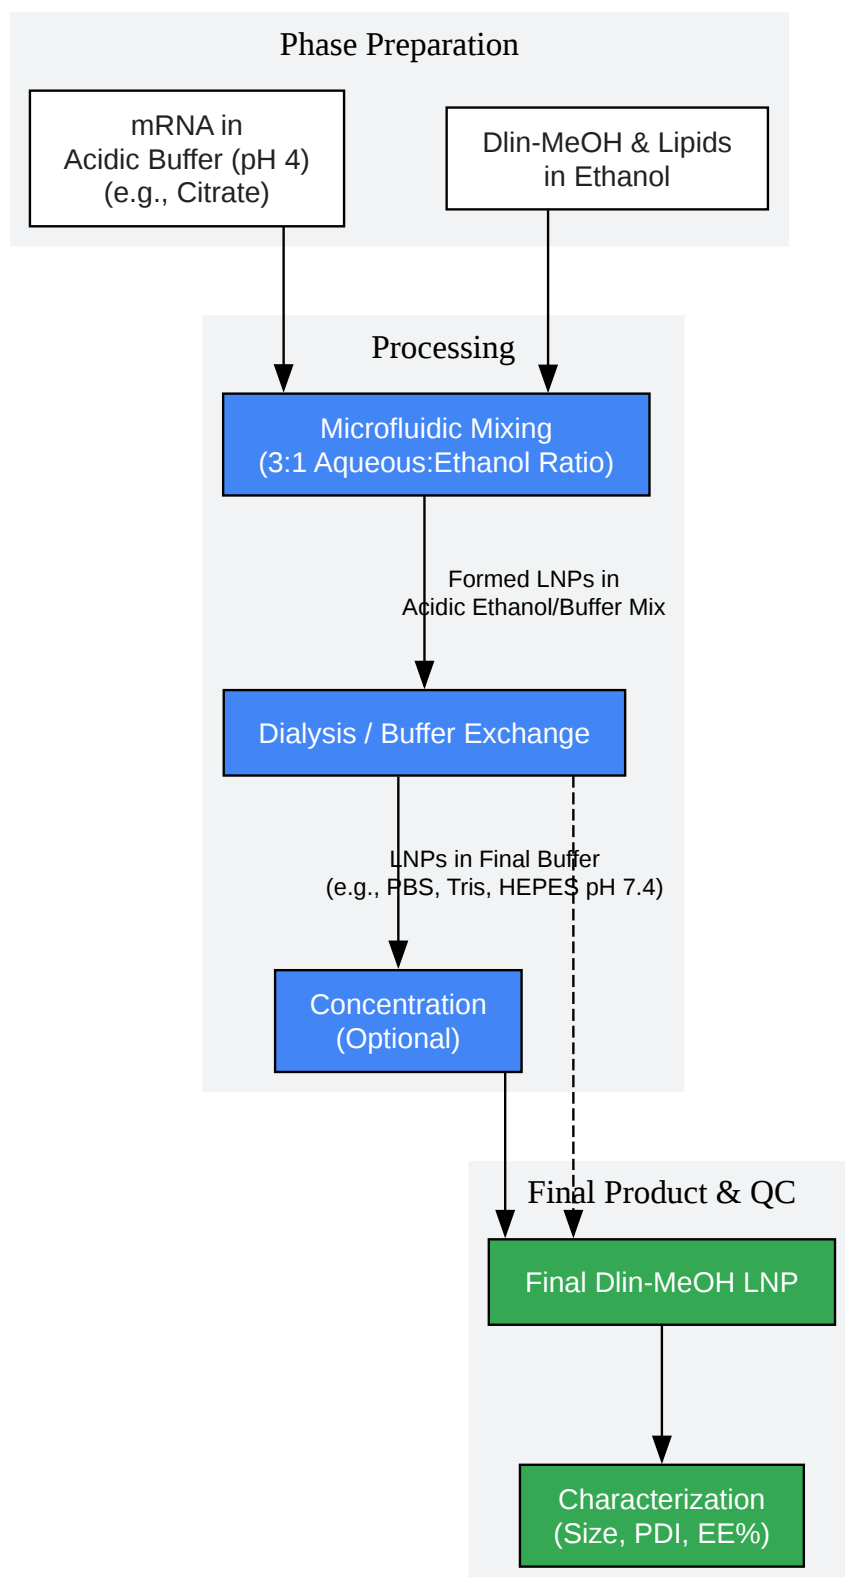 Phase Preparation
mRNA in
Acidic Buffer (pH 4)
(e.g., Citrate)
Dlin-MeOH & Lipids
in Ethanol
Processing
Microfluidic Mixing
(3:1 Aqueous:Ethanol Ratio)
Formed LNPs in
Acidic Ethanol/Buffer Mix
Dialysis / Buffer Exchange
LNPs in Final Buffer
(e.g., PBS, Tris, HEPES pH 7.4)
Concentration
(Optional)
Final Product & QC
Final Dlin-MeOH LNP
Characterization
(Size, PDI, EE%)